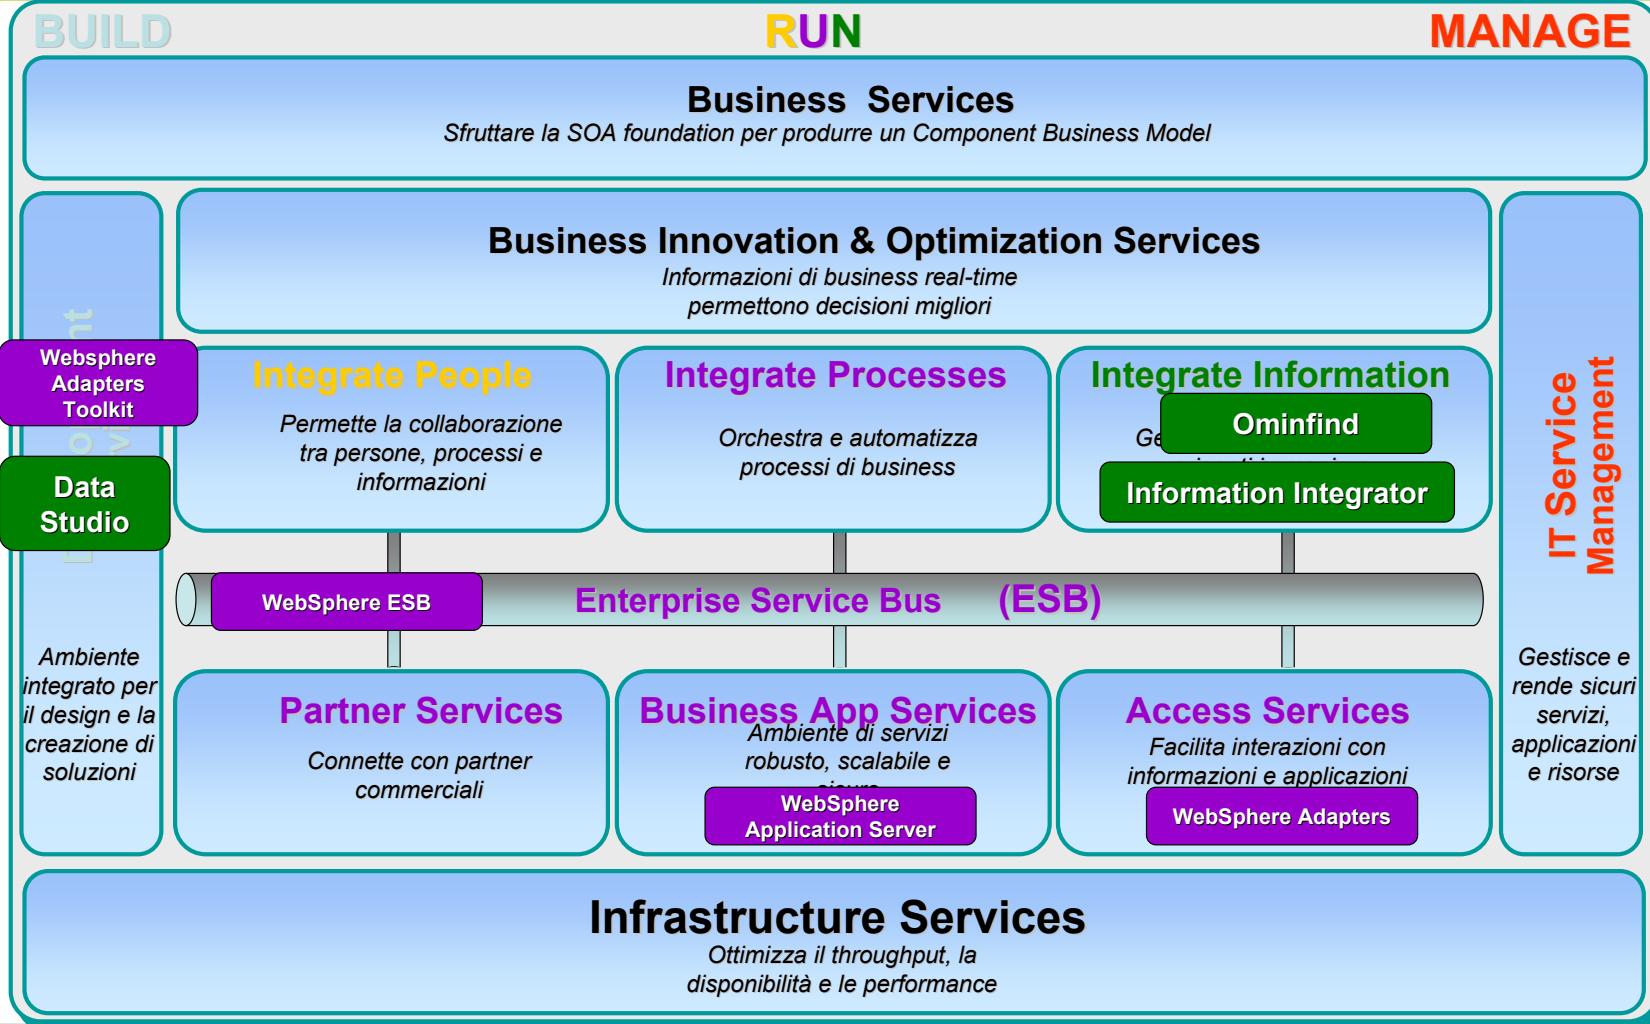 BUILD
RUN
MANAGE
Business Services
Sfruttare la SOA foundation per produrre un Component Business Model
Business Innovation & Optimization Services
Informazioni di business real-time
permettono decisioni migliori
Websphere
Adapters
Toolkit
Data
Studio
Ambiente
integrato per
il design e la
creazione di
soluzioni
Integrate People
Permette la collaborazione
tra persone, processi e
informazioni
Integrate Processes
Orchestra e automatizza
processi di business
Integrate Information
Ominfind
Information Integrator
WebSphere ESB
Enterprise Service Bus (ESB)
Partner Services
Connette con partner
commerciali
Business App Services
Ambiente di servizi
robusto, scalabile e
WebSphere
Application Server
Access Services
Facilita interazioni con
informazioni e applicazioni
WebSphere Adapters
IT Service
Management
Gestisce e
rende sicuri
servizi,
applicazioni
e risorse
Infrastructure Services
Ottimizza il throughput, la
disponibilità e le performance